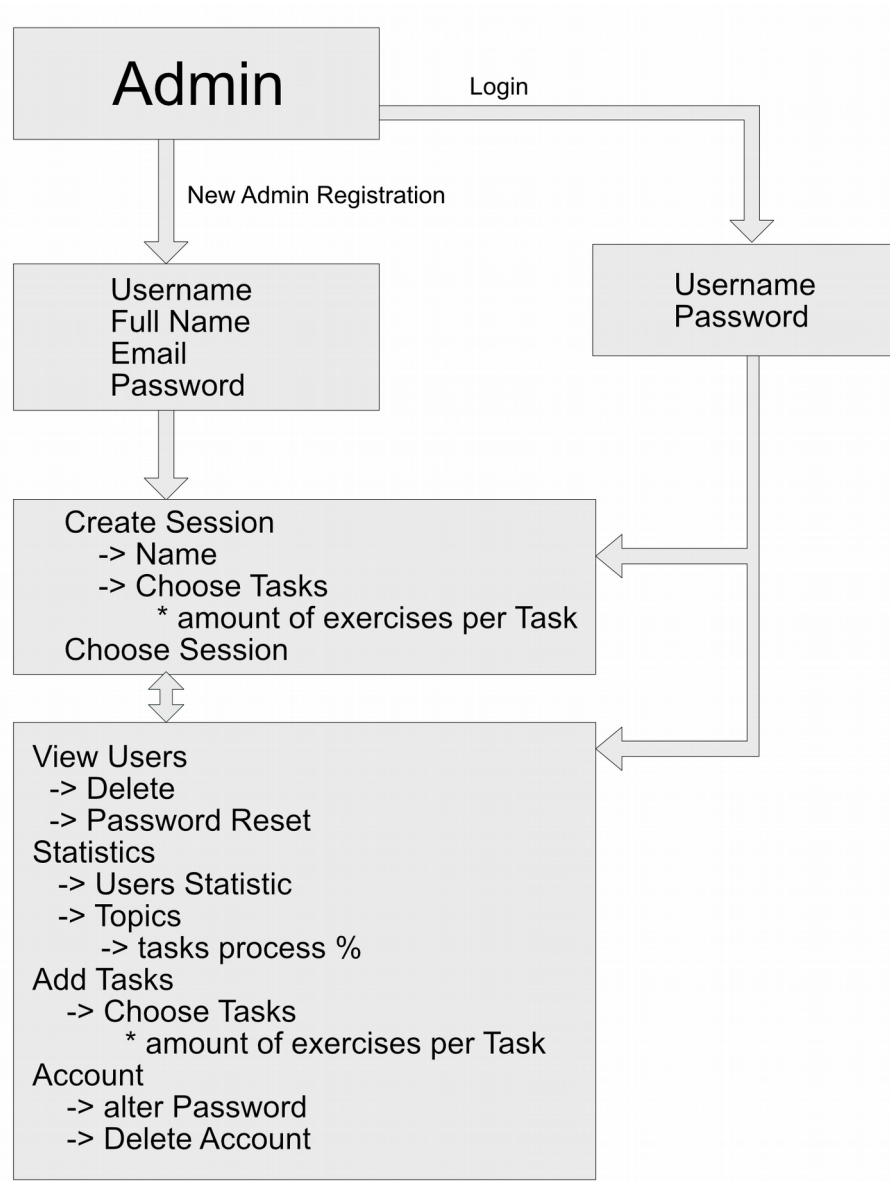 Admin
Login
New Admin Registration
Username
Full Name
Email
Password
Username
Password
Create Session
-> Name
-> Choose Tasks
* amount of exercises per Task
Choose Session
View Users
-> Delete
-> Password Reset
Statistics
-> Users Statistic
-> Topics
-> tasks process %
Add Tasks
-> Choose Tasks
* amount of exercises per Task
Account
-> alter Password
-> Delete Account